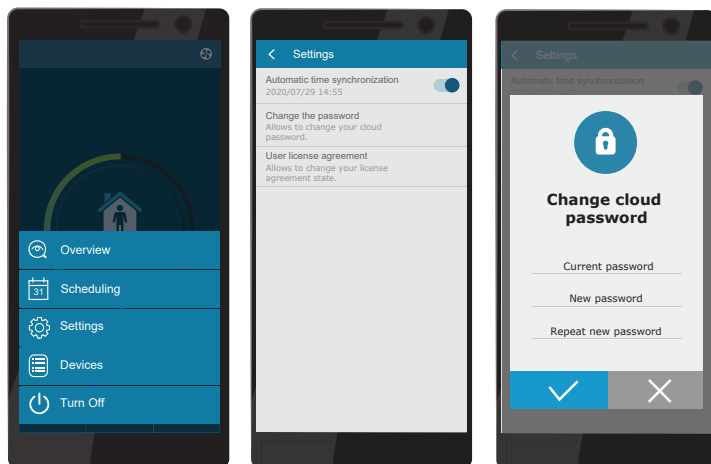 Overview
31
Scheduling
Settings
Devices
Turn Off
Settings
Automatic time synchronization
2020/07/29 14:55
Change the password
Allows to change your cloud
password.
User license agreement
Allows to change your license
agreement state.
Settings
Automatic time synchronization
Change cloud
password
Current password
New password
Repeat new password